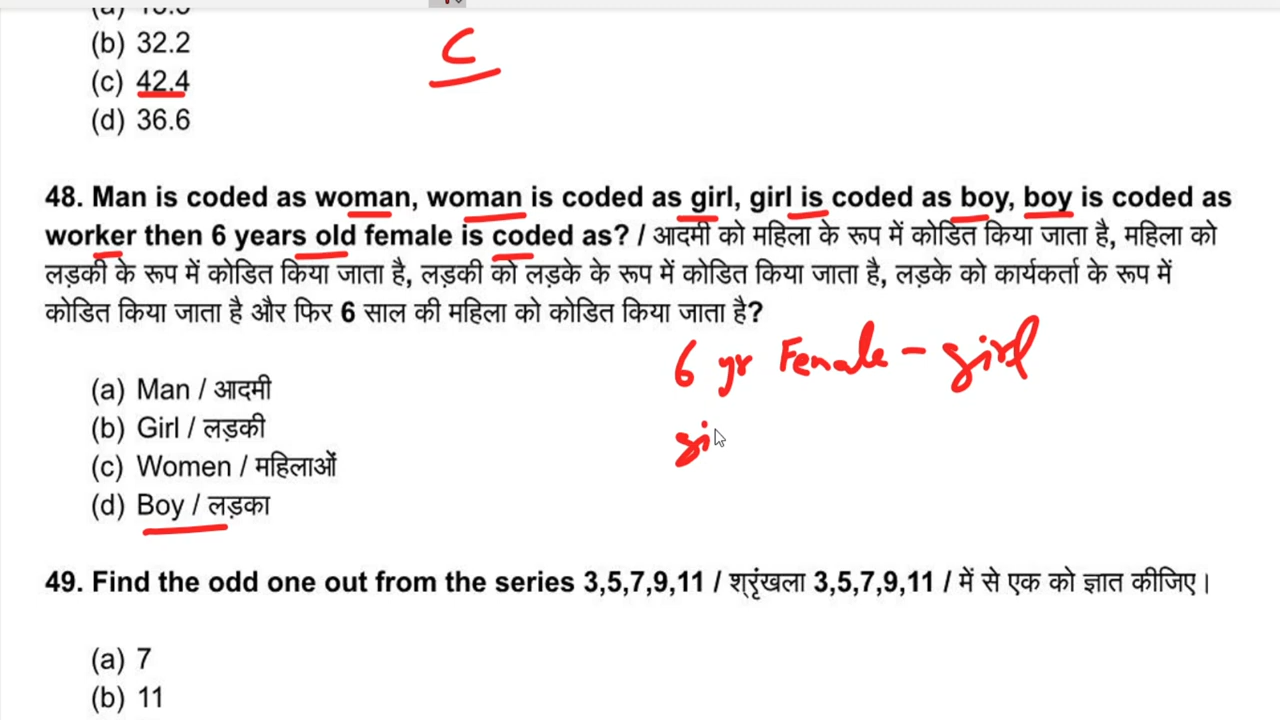 (b) 32.2
C
(c) 42.4
(d) 36.6
48. Man is coded as woman, woman is coded as girl, girl is coded as boy, boy is coded as
worker then 6 years old female is coded as? / आदमी को महिला के रूप में कोडित किया जाता है, महिला को
लड़की के रूप में कोडित किया जाता है, लड़की को लड़के के रूप में कोडित किया जाता है, लड़के को कार्यकर्ता के रूप में
कोडित किया जाता है और फिर 6 साल की महिला को कोडित किया जाता है?
6 yr Female - girl
(a) Man / आदमी
(b) Girl / लड़की
gi
(c) Women / महिलाओं
(d) Boy / लड़का
49. Find the odd one out from the series 3,5,7,9,11 / श्रृंखला 3,5,7,9,11 / में से एक को ज्ञात कीजिए।
(a) 7
(b) 11